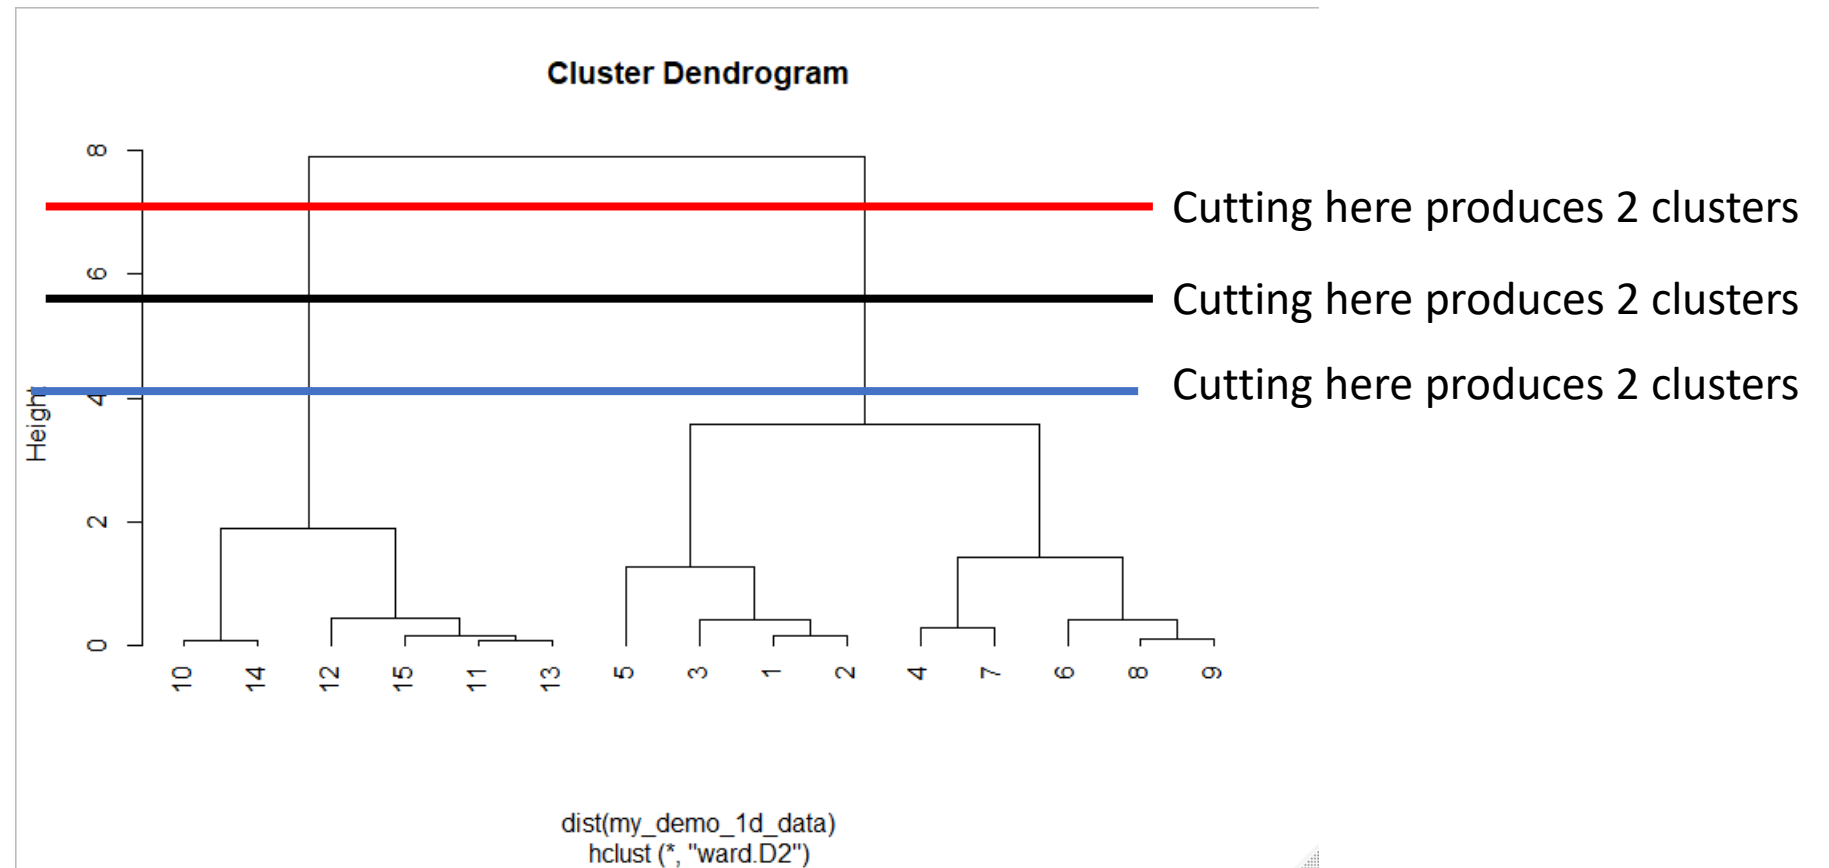 Cluster Dendrogram
8
Cutting here produces 2 clusters
6
Cutting here produces 2 clusters
4
Cutting here produces 2 clusters
Height
2
0
10 14 12 15 11 13 5 3 1 2 4 7 6 8 9
dist(my_demo_1d_data)
hclust (*, "ward.D2")